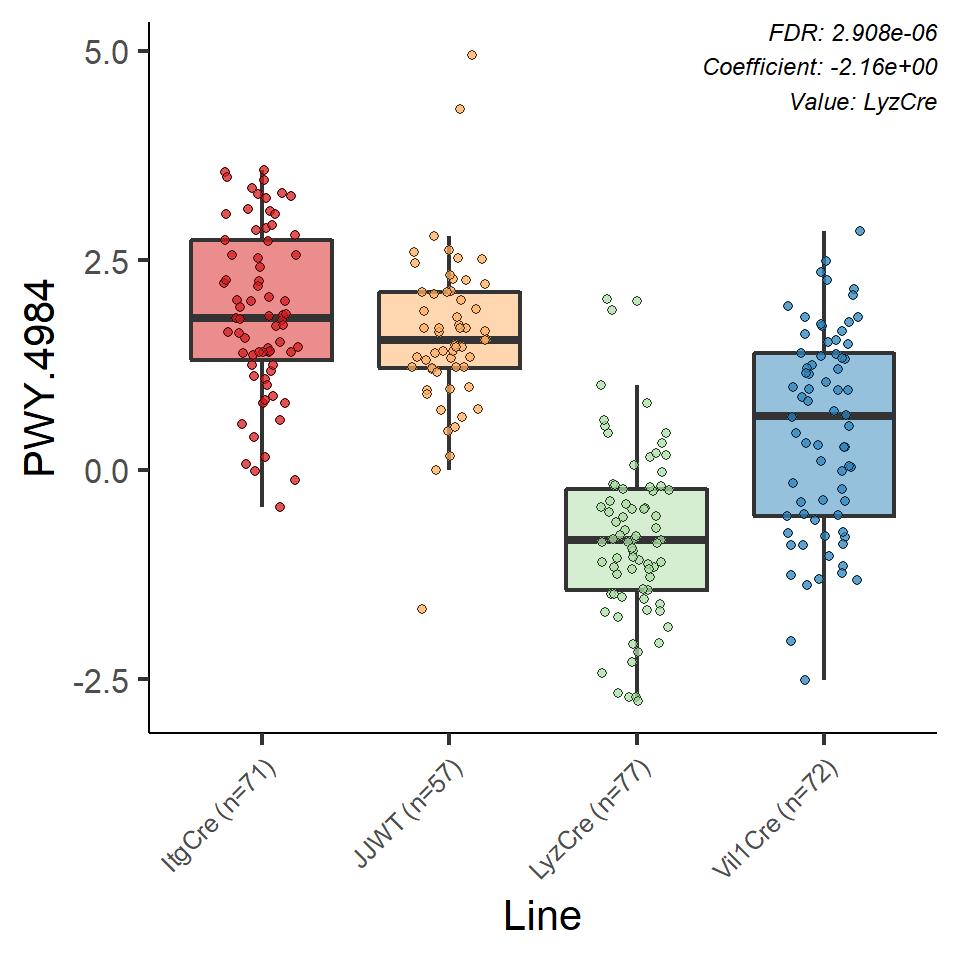 FDR: 2.908e-06
Coefficient: -2.16e+00
Value: LyzCre
5.0
2.5
0.0
-2.5
PWY.4984
ItgCre (n=71)
JJWT (n=57)
LyzCre (n=77)
Vil1Cre (n=72)
Line